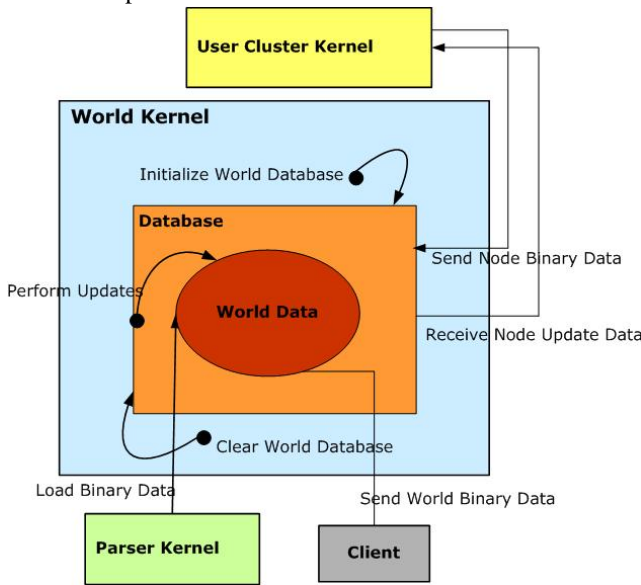 User Cluster Kernel
World Kernel
Initialize World Database
Database
Send Node Binary Data
Perform Updates
World Data
Receive Node Update Data
Clear World Database
Load Binary Data
Send World Binary Data
Parser Kernel
Client